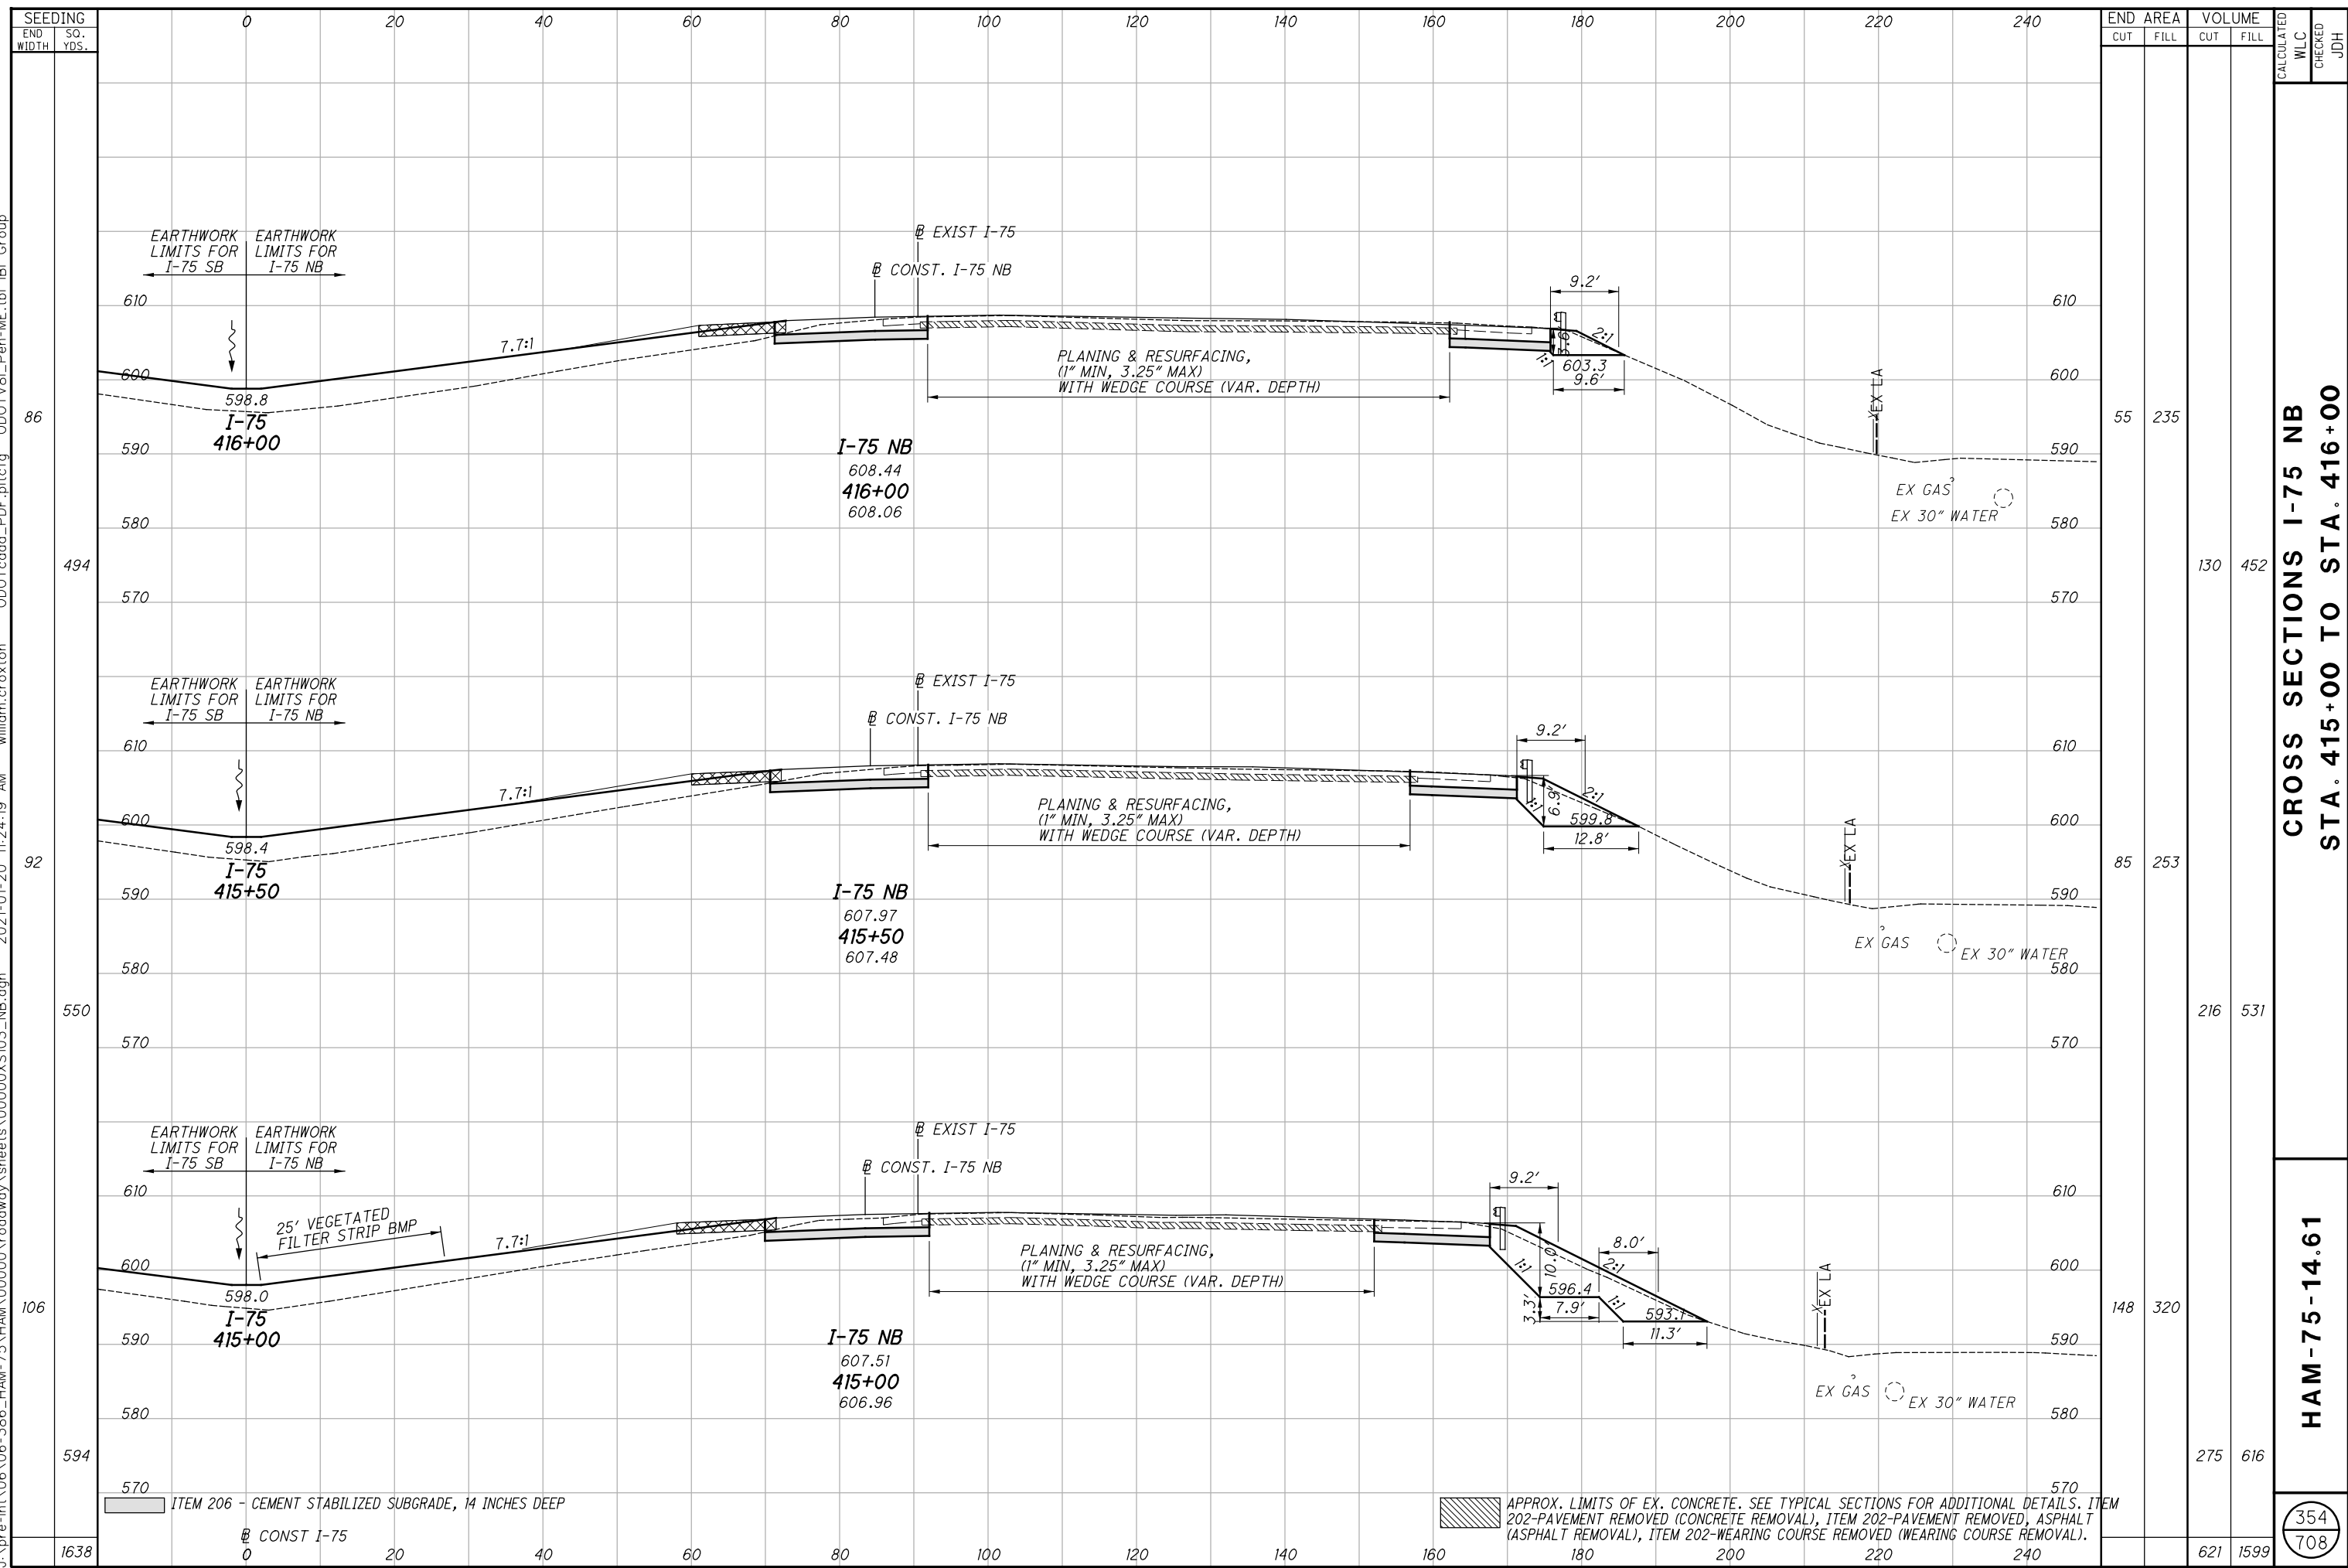 SEEDING
END WIDTH
SQ. YDS.
0 20 40 60 80 100 120 140 160 180 200 220 240
END AREA
VOLUME
CUT FILL CUT FILL
CALCULATED
WLC
CHECKED
JDH
EARTHWORK LIMITS FOR I-75 SB
EARTHWORK LIMITS FOR I-75 NB
℄ EXIST I-75
℄ CONST. I-75 NB
9.2'
610
610
7.7:1
2:1
3.6'
1:1
603.3
9.6'
PLANING & RESURFACING,
(1" MIN, 3.25" MAX)
WITH WEDGE COURSE (VAR. DEPTH)
600
600
598.8
I-75
416+00
EX LA
86
55 235
590
590
I-75 NB
608.44
416+00
608.06
EX GAS
EX 30" WATER
580
580
494
130 452
570
570
EARTHWORK LIMITS FOR I-75 SB
EARTHWORK LIMITS FOR I-75 NB
℄ EXIST I-75
℄ CONST. I-75 NB
9.2'
610
610
7.7:1
1:1
6.9'
2:1
599.8
12.8'
PLANING & RESURFACING,
(1" MIN, 3.25" MAX)
WITH WEDGE COURSE (VAR. DEPTH)
600
600
598.4
I-75
415+50
EX LA
92
85 253
590
590
I-75 NB
607.97
415+50
607.48
EX GAS
EX 30" WATER
580
580
550
216 531
570
570
EARTHWORK LIMITS FOR I-75 SB
EARTHWORK LIMITS FOR I-75 NB
℄ EXIST I-75
℄ CONST. I-75 NB
9.2'
610
610
25' VEGETATED
FILTER STRIP BMP
7.7:1
8.0'
1:1
10.0'
2:1
596.4
3.3'
7.9'
1:1
593.1
11.3'
PLANING & RESURFACING,
(1" MIN, 3.25" MAX)
WITH WEDGE COURSE (VAR. DEPTH)
600
600
598.0
I-75
415+00
EX LA
106
148 320
590
590
I-75 NB
607.51
415+00
606.96
EX GAS
EX 30" WATER
580
580
594
275 616
570
570
ITEM 206 - CEMENT STABILIZED SUBGRADE, 14 INCHES DEEP
APPROX. LIMITS OF EX. CONCRETE. SEE TYPICAL SECTIONS FOR ADDITIONAL DETAILS. ITEM
202-PAVEMENT REMOVED (CONCRETE REMOVAL), ITEM 202-PAVEMENT REMOVED, ASPHALT
(ASPHALT REMOVAL), ITEM 202-WEARING COURSE REMOVED (WEARING COURSE REMOVAL).
℄ CONST I-75
1638
0 20 40 60 80 100 120 140 160 180 200 220 240
621 1599
CROSS SECTIONS I-75 NB
STA. 415+00 TO STA. 416+00
HAM-75-14.61
354
708
2021-01-20 11:24:19 AM